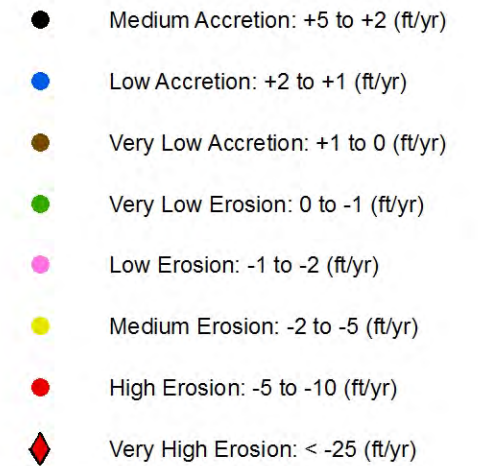 Medium Accretion: +5 to +2 (ft/yr)
Low Accretion: +2 to +1 (ft/yr)
Very Low Accretion: +1 to 0 (ft/yr)
Very Low Erosion: 0 to -1 (ft/yr)
Low Erosion: -1 to -2 (ft/yr)
Medium Erosion: -2 to -5 (ft/yr)
High Erosion: -5 to -10 (ft/yr)
Very High Erosion: < -25 (ft/yr)